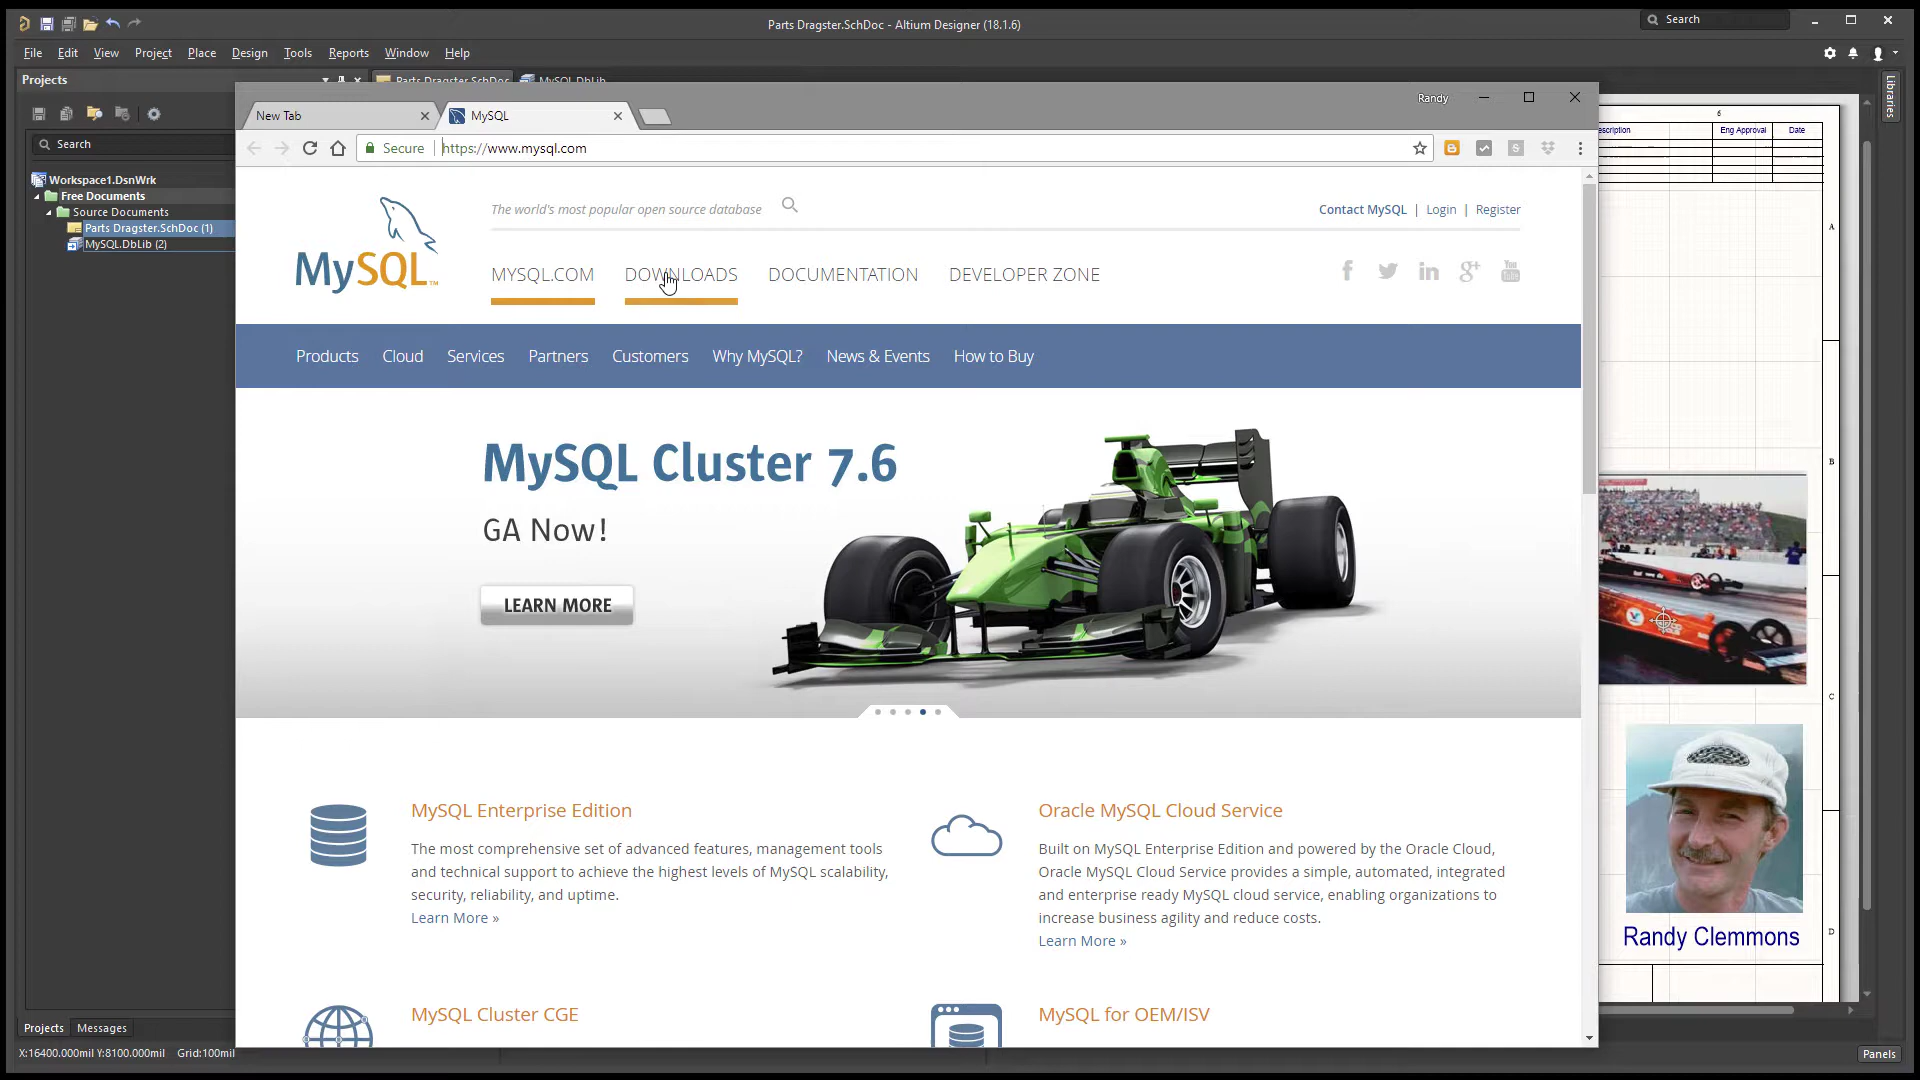 Parts Dragster.SchDoc - Altium Designer (18.1.6)
Search
File Edit View Project Place Design Tools Reports Window Help
Projects
Parts Dragster.SchDoc
MySQL.DbLib
Libraries
Search
Workspace1.DsnWrk
Free Documents
Source Documents
Parts Dragster.SchDoc (1)
MySQL.DbLib (2)
New Tab
MySQL
Randy
Secure
https://www.mysql.com
MySQL™
The world's most popular open source database
Contact MySQL | Login | Register
MYSQL.COM DOWNLOADS DOCUMENTATION DEVELOPER ZONE
Products Cloud Services Partners Customers Why MySQL? News & Events How to Buy
MySQL Cluster 7.6
GA Now!
LEARN MORE
MySQL Enterprise Edition
The most comprehensive set of advanced features, management tools
and technical support to achieve the highest levels of MySQL scalability,
security, reliability, and uptime.
Learn More »
Oracle MySQL Cloud Service
Built on MySQL Enterprise Edition and powered by the Oracle Cloud,
Oracle MySQL Cloud Service provides a simple, automated, integrated
and enterprise ready MySQL cloud service, enabling organizations to
increase business agility and reduce costs.
Learn More »
MySQL Cluster CGE
MySQL for OEM/ISV
6
Eng Approval
Date
A
B
C
D
Randy Clemmons
Projects Messages
X:16400.000mil Y:8100.000mil Grid:100mil
Panels